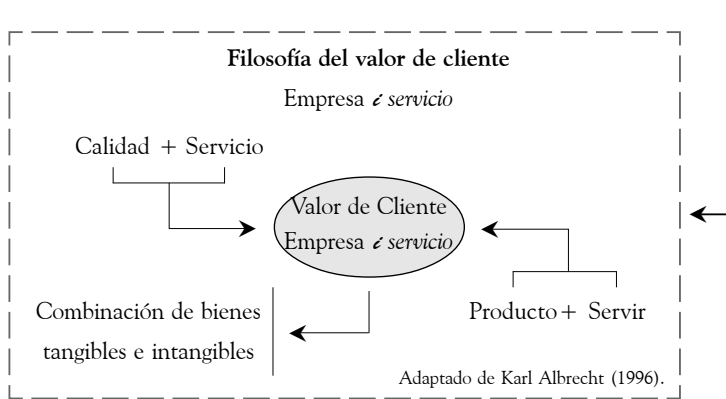 Filosofía del valor de cliente
Empresa i servicio
Calidad + Servicio
Valor de Cliente
Empresa i servicio
Combinación de bienes
tangibles e intangibles
Producto + Servir
Adaptado de Karl Albrecht (1996).